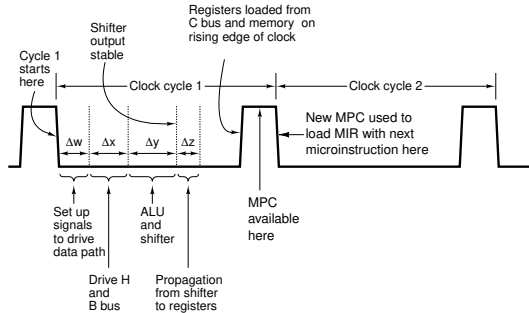 Registers loaded from
C bus and memory on
rising edge of clock
Shifter
output
stable
Cycle 1
starts
here
Clock cycle 1
Clock cycle 2
New MPC used to
load MIR with next
microinstruction here
Δw
Δx
Δy
Δz
Set up
signals
to drive
data path
ALU
and
shifter
MPC
available
here
Drive H
and
B bus
Propagation
from shifter
to registers